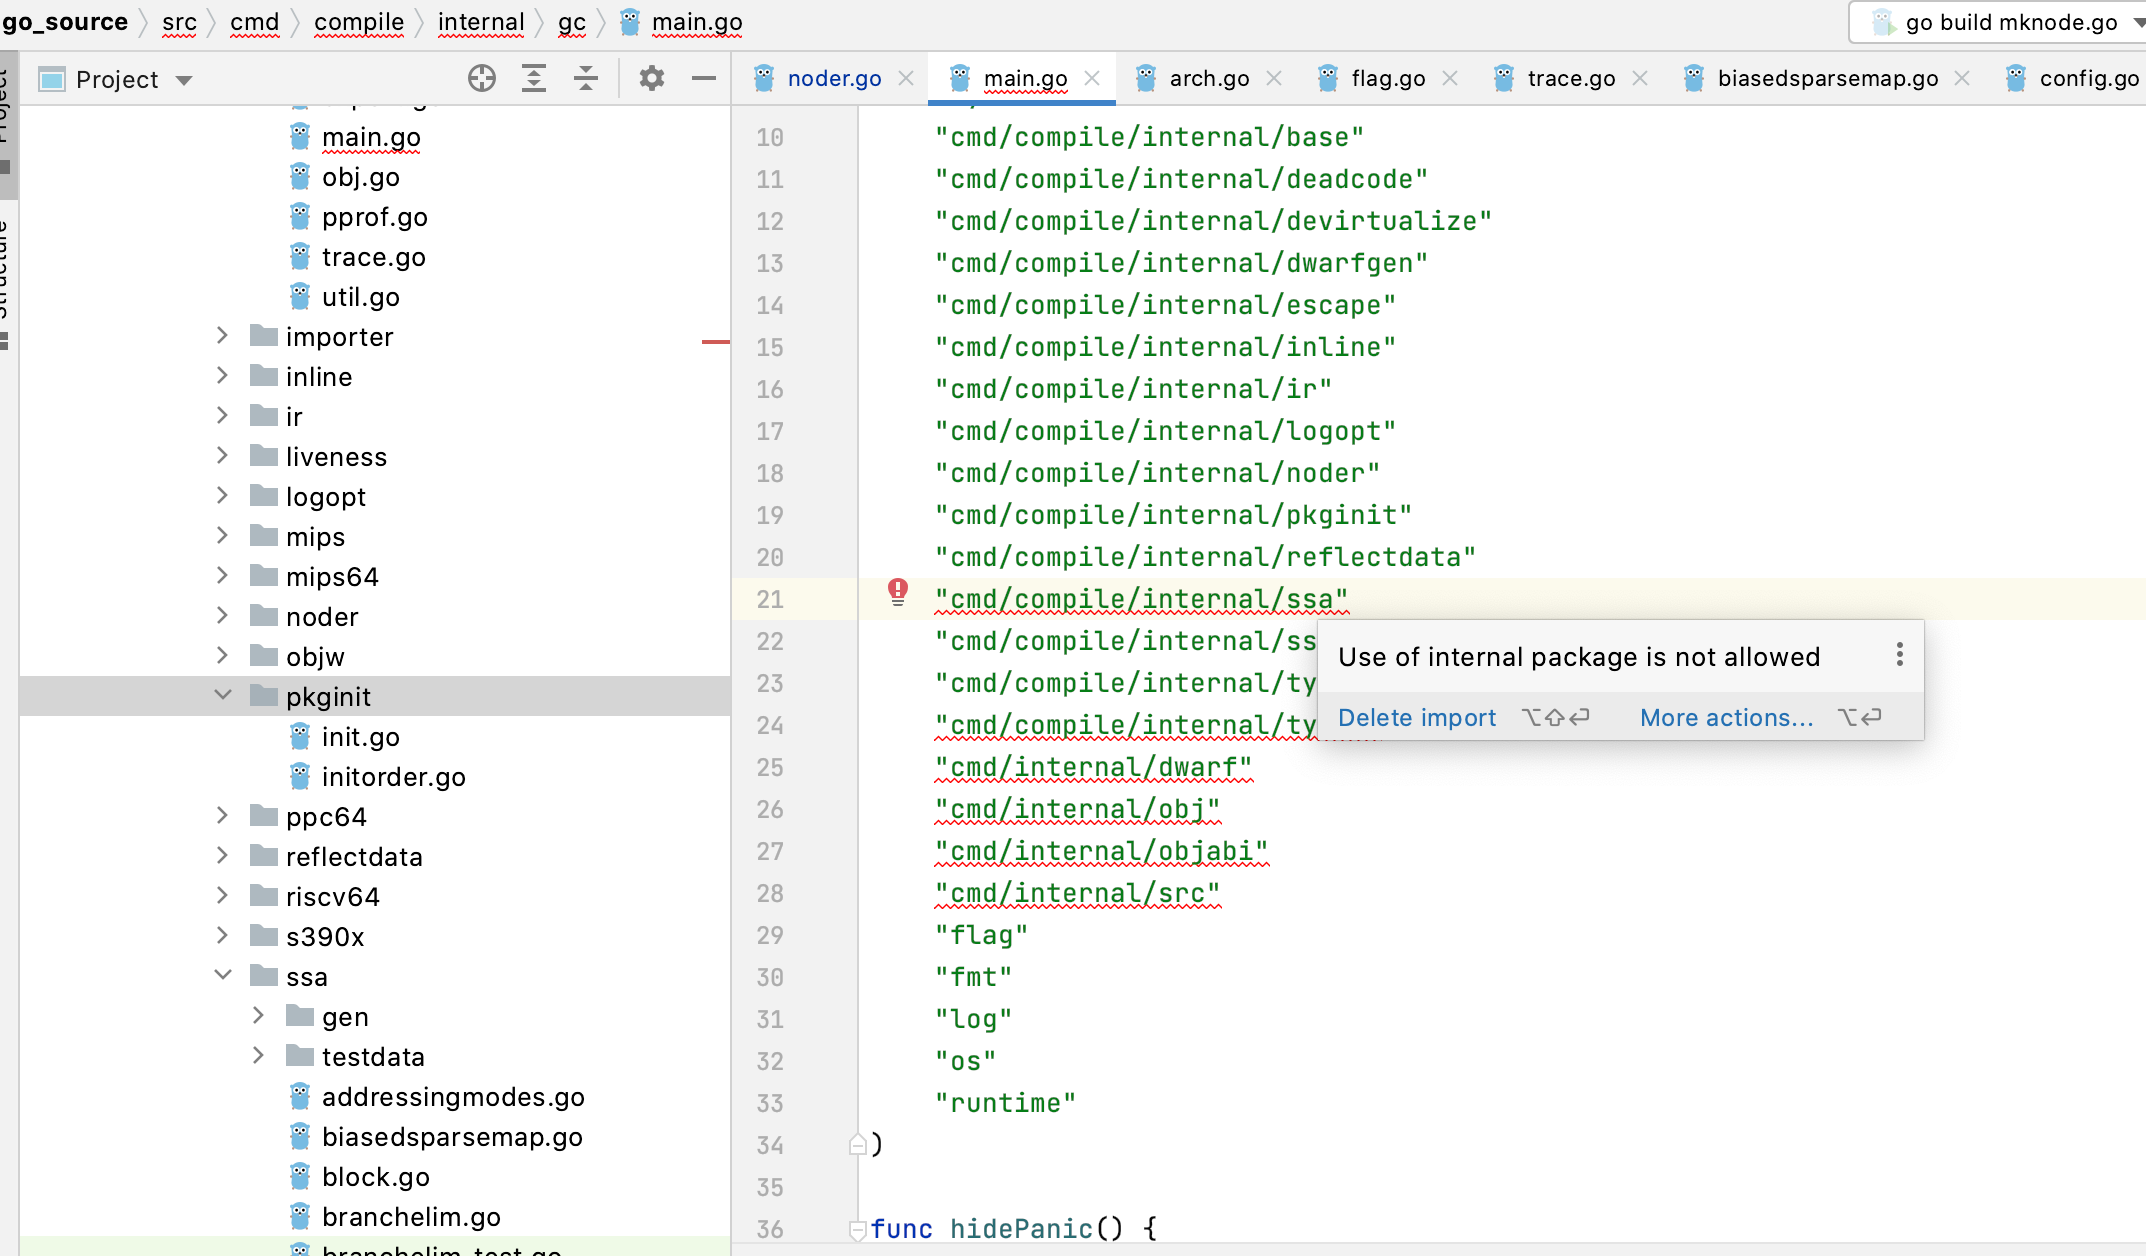 go_source src cmd compile internal gc main.go
go build mknode.go
Project
noder.go main.go arch.go flag.go trace.go biasedsparsemap.go config.go
Project
Structure
main.go
obj.go
pprof.go
trace.go
util.go
importer
inline
ir
liveness
logopt
mips
mips64
noder
objw
pkginit
init.go
initorder.go
ppc64
reflectdata
riscv64
s390x
ssa
gen
testdata
addressingmodes.go
biasedsparsemap.go
block.go
branchelim.go
branchelim_test.go
10 "cmd/compile/internal/base"
11 "cmd/compile/internal/deadcode"
12 "cmd/compile/internal/devirtualize"
13 "cmd/compile/internal/dwarfgen"
14 "cmd/compile/internal/escape"
15 "cmd/compile/internal/inline"
16 "cmd/compile/internal/ir"
17 "cmd/compile/internal/logopt"
18 "cmd/compile/internal/noder"
19 "cmd/compile/internal/pkginit"
20 "cmd/compile/internal/reflectdata"
21 "cmd/compile/internal/ssa"
22 "cmd/compile/internal/ss
23 "cmd/compile/internal/ty
24 "cmd/compile/internal/ty
25 "cmd/internal/dwarf"
26 "cmd/internal/obj"
27 "cmd/internal/objabi"
28 "cmd/internal/src"
29 "flag"
30 "fmt"
31 "log"
32 "os"
33 "runtime"
34 )
35
36 func hidePanic() {
Use of internal package is not allowed
Delete import ⌥⇧⏎ More actions... ⌥⏎